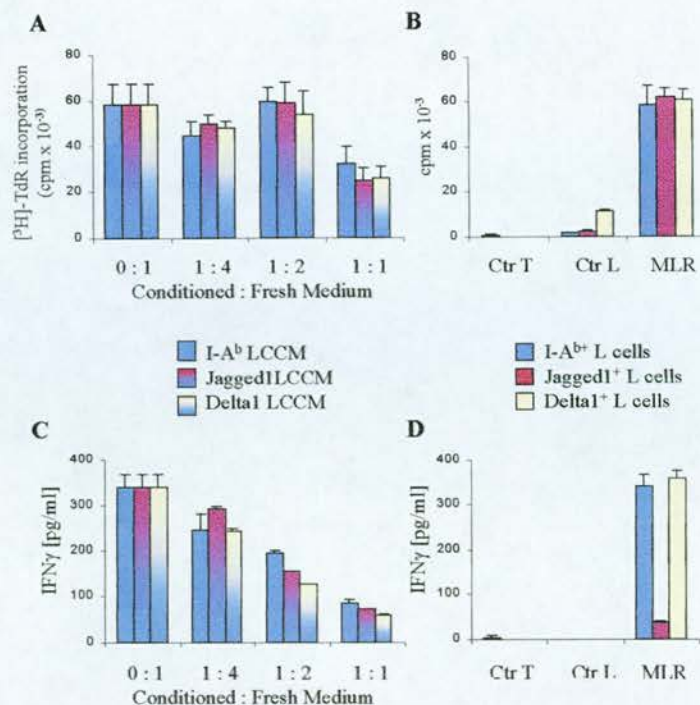 A
B
[³H]-TdR incorporation
(cpm x 10⁻³)
80
60
40
20
0
0 : 1
1 : 4
1 : 2
1 : 1
Conditioned : Fresh Medium
cpm x 10⁻³
80
60
40
20
0
Ctr T
Ctr L
MLR
I-Aᵇ LCCM
Jagged1LCCM
Delta1 LCCM
I-Aᵇ⁺ L cells
Jagged1⁺ L cells
Delta1⁺ L cells
C
D
IFNγ [pg/ml]
400
300
200
100
0
0 : 1
1 : 4
1 : 2
1 : 1
Conditioned : Fresh Medium
IFNγ [pg/ml]
400
300
200
100
0
Ctr T
Ctr L
MLR